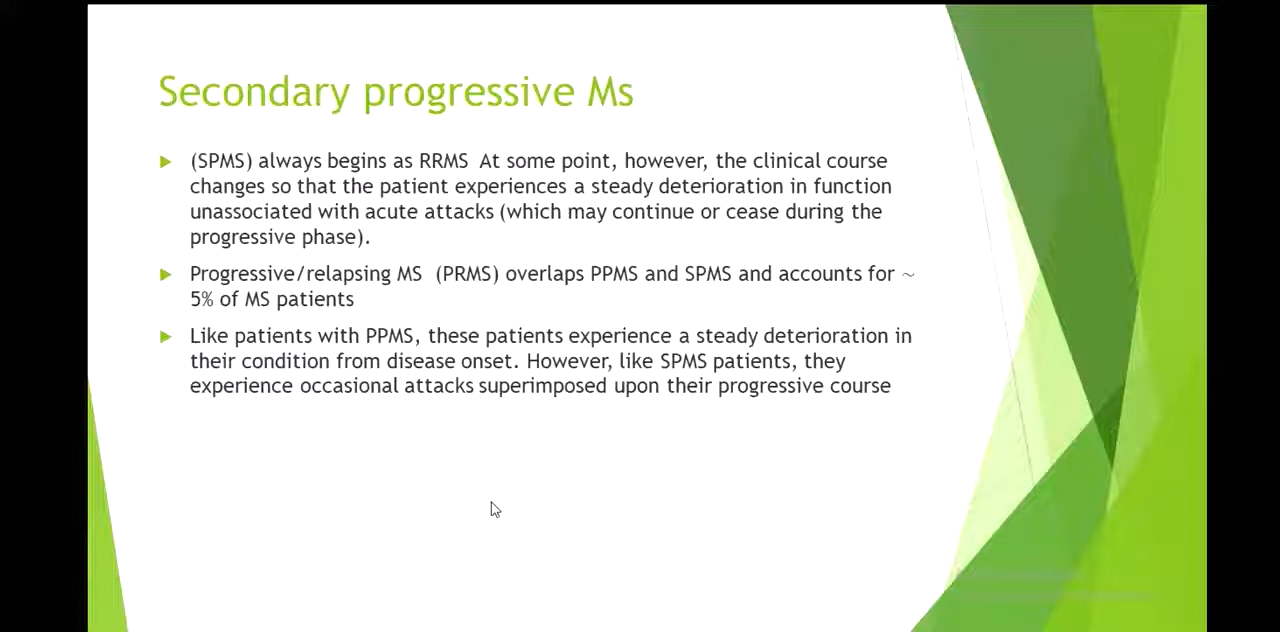 Secondary progressive Ms
(SPMS) always begins as RRMS At some point, however, the clinical course
changes so that the patient experiences a steady deterioration in function
unassociated with acute attacks (which may continue or cease during the
progressive phase).
Progressive/relapsing MS (PRMS) overlaps PPMS and SPMS and accounts for ~
5% of MS patients
Like patients with PPMS, these patients experience a steady deterioration in
their condition from disease onset. However, like SPMS patients, they
experience occasional attacks superimposed upon their progressive course